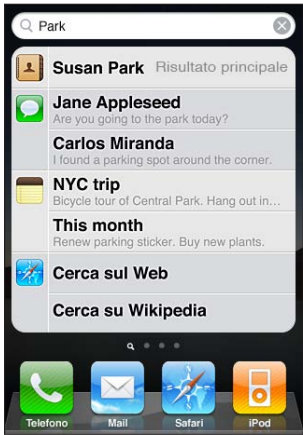 Park
Susan Park Risultato principale
Jane Appleseed
Are you going to the park today?
Carlos Miranda
I found a parking spot around the corner.
NYC trip
Bicycle tour of Central Park. Hang out in...
This month
Renew parking sticker. Buy new plants.
Cerca sul Web
Cerca su Wikipedia
Telefono Mail Safari iPod